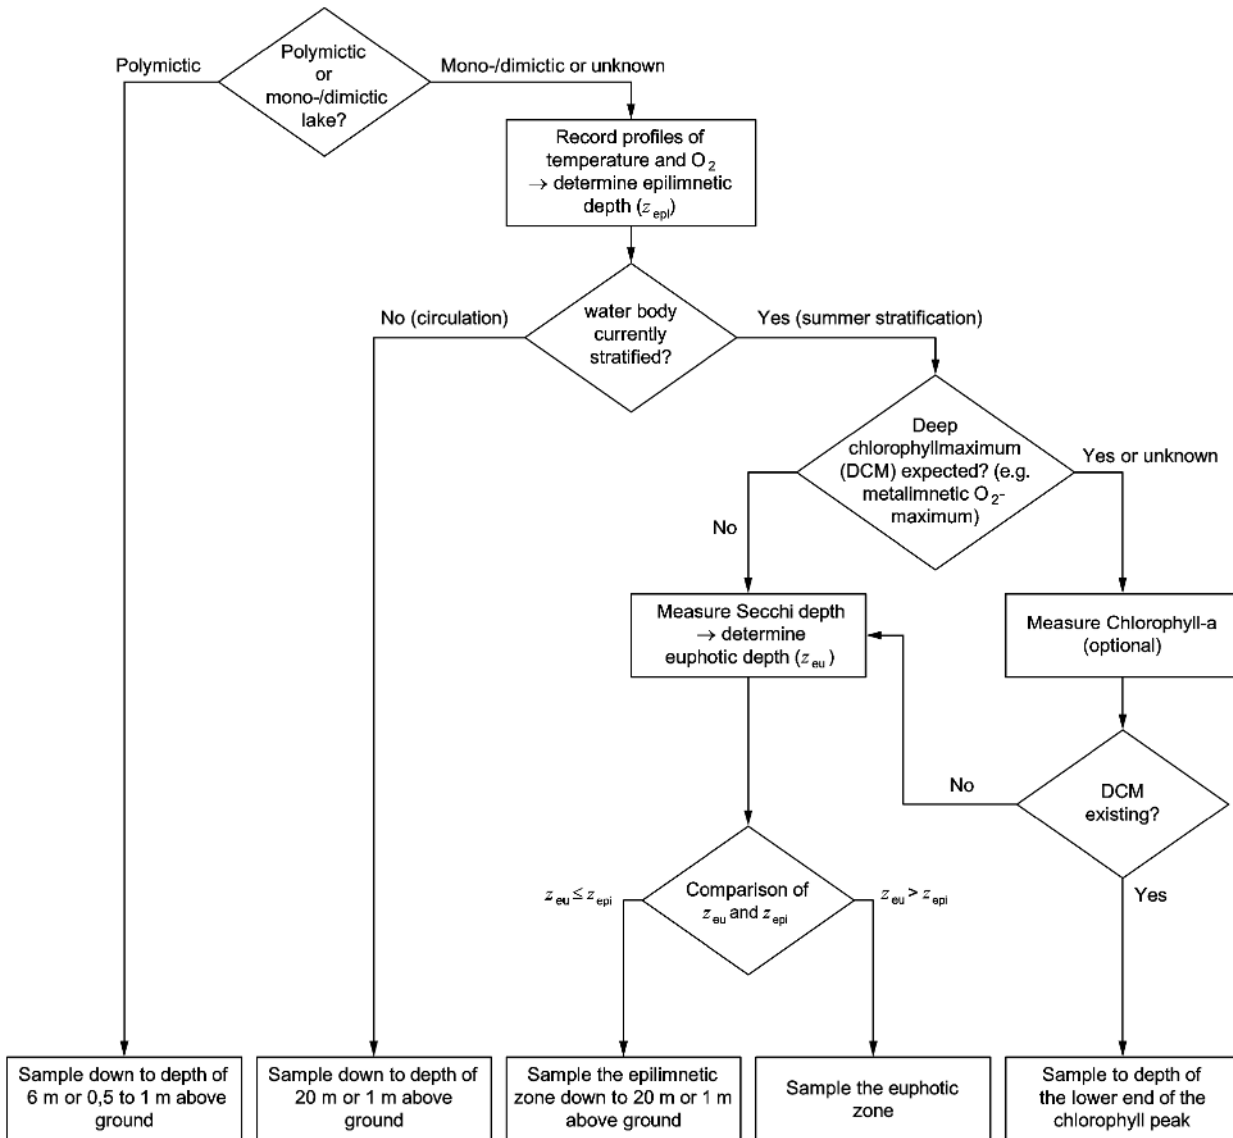 Polymictic
Polymictic
or
mono-/dimictic
lake?
Mono-/dimictic or unknown
Record profiles of
temperature and O2
→ determine epilimnetic
depth (zepi)
No (circulation)
water body
currently
stratified?
Yes (summer stratification)
Deep
chlorophyllmaximum
(DCM) expected? (e.g.
metalimnetic O2-
maximum)
Yes or unknown
No
Measure Secchi depth
→ determine
euphotic depth (zeu)
Measure Chlorophyll-a
(optional)
No
DCM
existing?
Yes
zeu ≤ zepi
Comparison of
zeu and zepi
zeu > zepi
Sample down to depth of
6 m or 0,5 to 1 m above
ground
Sample down to depth of
20 m or 1 m above
ground
Sample the epilimnetic
zone down to 20 m or 1 m
above ground
Sample the euphotic
zone
Sample to depth of
the lower end of the
chlorophyll peak